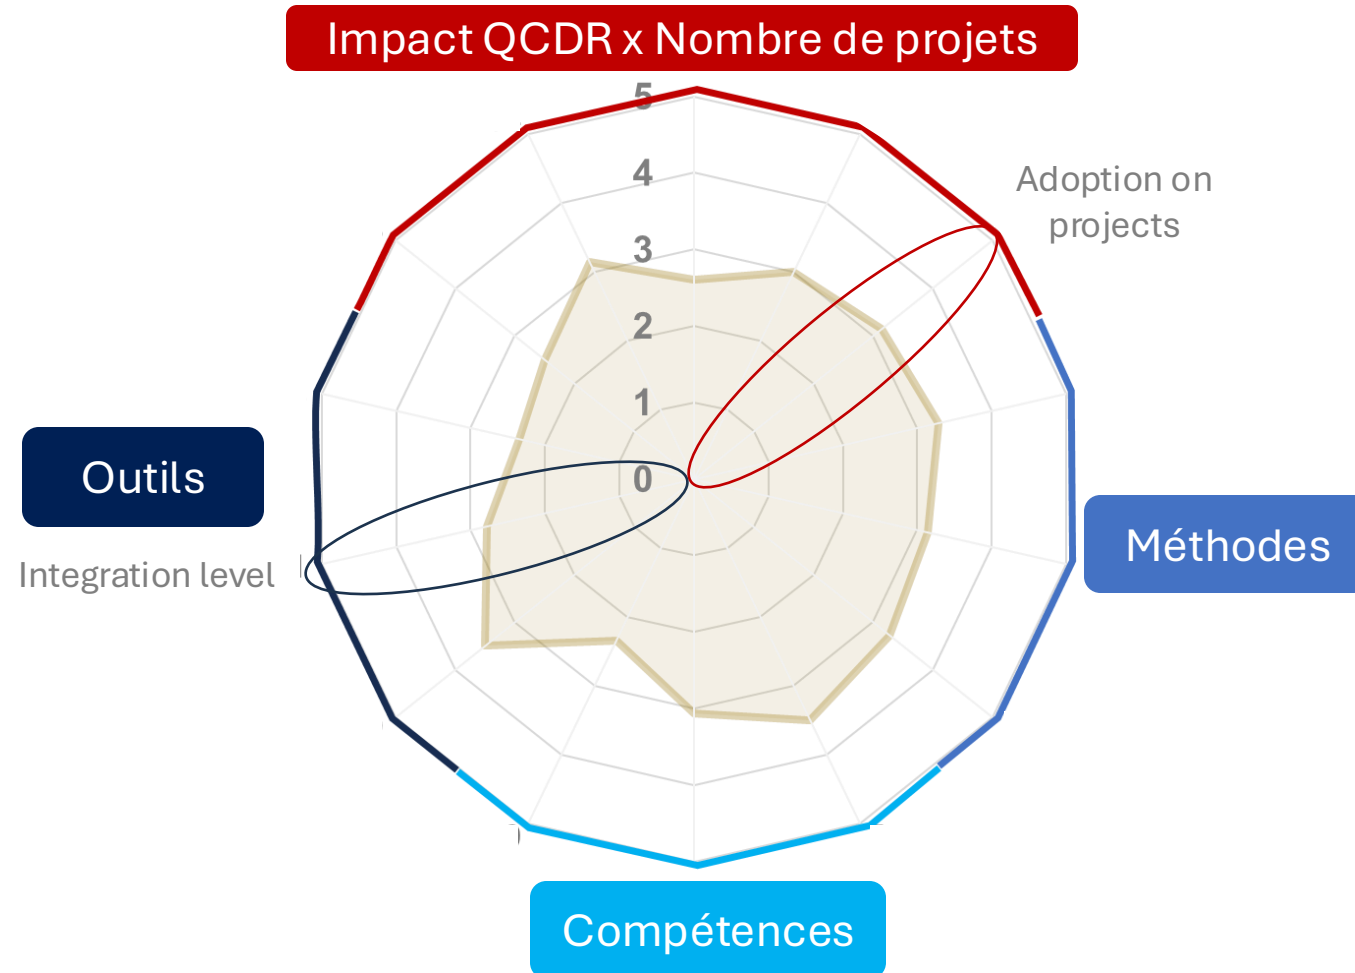 Impact QCDR x Nombre de projets
5
4
3
2
1
0
Adoption on
projects
Outils
Integration level
Méthodes
Compétences